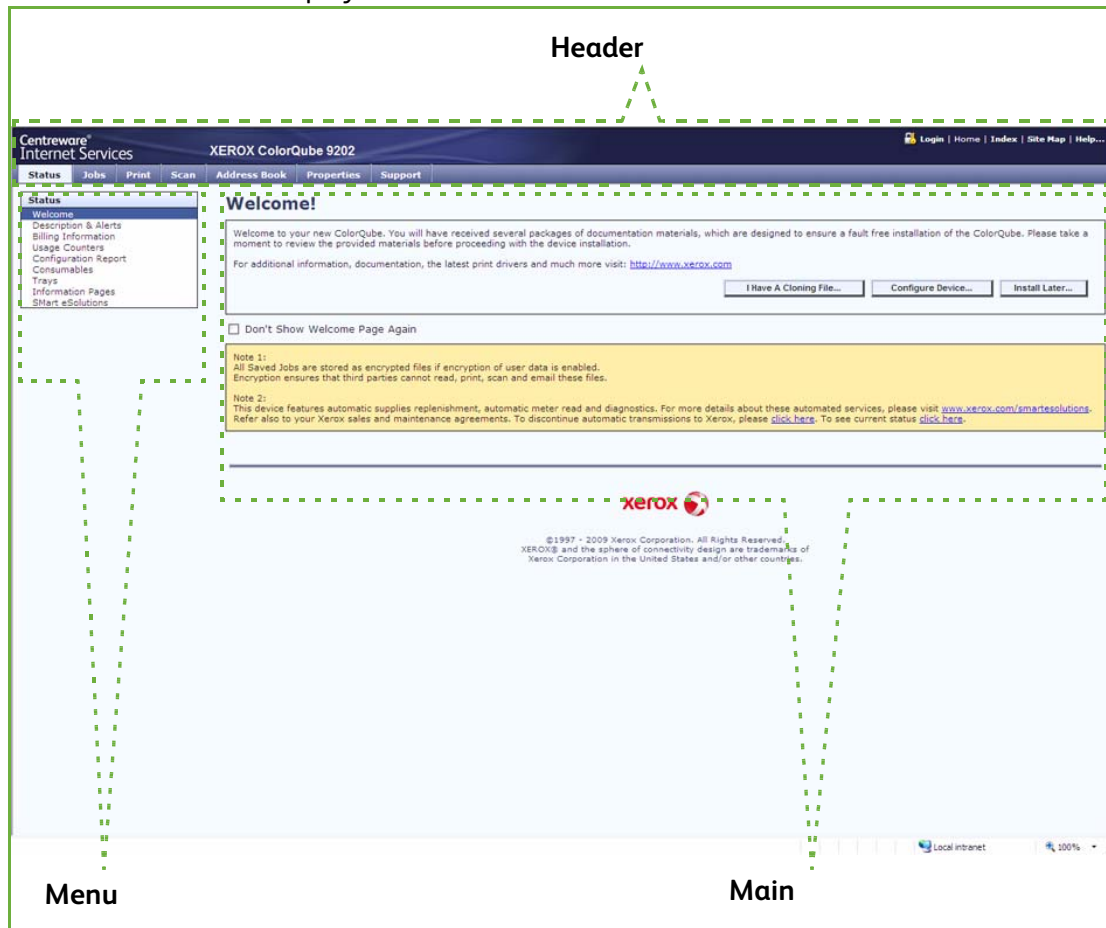 Header
Centreware®
Internet Services
XEROX ColorQube 9202
Login | Home | Index | Site Map | Help...
Status Jobs Print Scan Address Book Properties Support
Status
Welcome
Description & Alerts
Billing Information
Usage Counters
Configuration Report
Consumables
Trays
Information Pages
SMart eSolutions
Welcome!
Welcome to your new ColorQube. You will have received several packages of documentation materials, which are designed to ensure a fault free installation of the ColorQube. Please take a
moment to review the provided materials before proceeding with the device installation.
For additional information, documentation, the latest print drivers and much more visit: http://www.xerox.com
I Have A Cloning File... Configure Device... Install Later...
Don't Show Welcome Page Again
Note 1:
All Saved Jobs are stored as encrypted files if encryption of user data is enabled.
Encryption ensures that third parties cannot read, print, scan and email these files.
Note 2:
This device features automatic supplies replenishment, automatic meter read and diagnostics. For more details about these automated services, please visit www.xerox.com/smartesolutions.
Refer also to your Xerox sales and maintenance agreements. To discontinue automatic transmissions to Xerox, please click here. To see current status click here.
xerox
©1997 - 2009 Xerox Corporation. All Rights Reserved.
XEROX® and the sphere of connectivity design are trademarks of
Xerox Corporation in the United States and/or other countries.
Local intranet 100%
Menu
Main